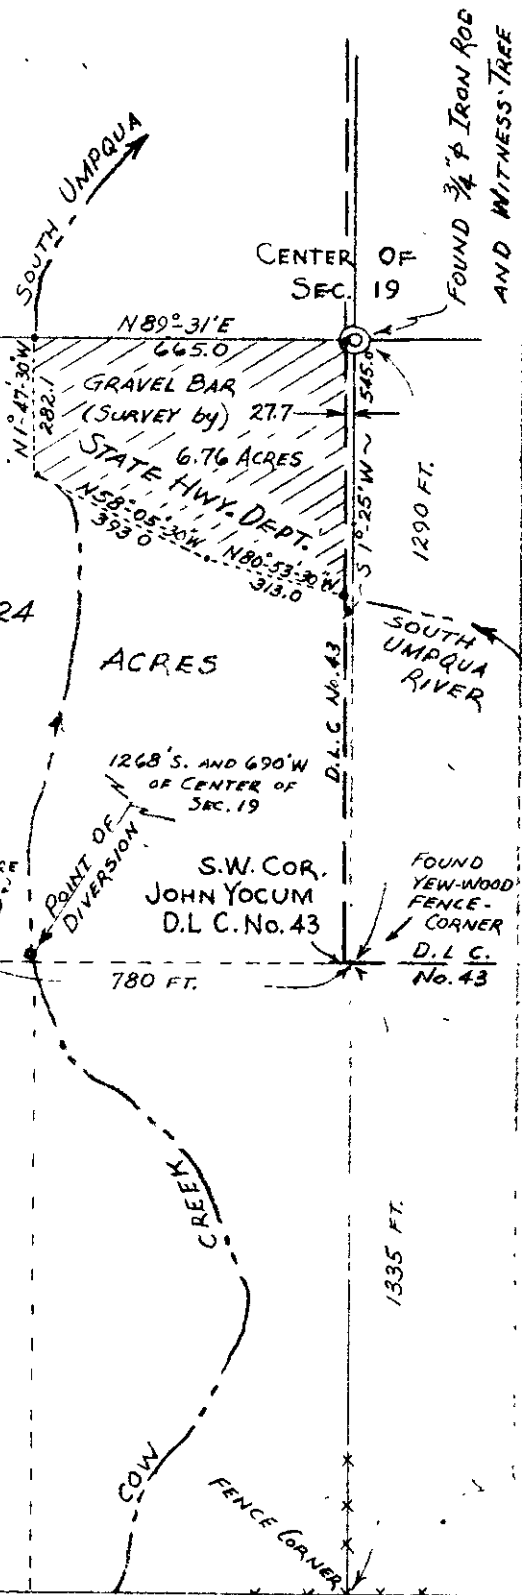 SOUTH UMPQUA
FOUND 3/4"⌀ IRON ROD
AND WITNESS TREE
CENTER OF
SEC. 19
N89°-31'E
665.0
N1°-47'-30"W
282.1
GRAVEL BAR
(SURVEY by)
27.7
545.0
6.76 ACRES
STATE HWY. DEPT.
N58°-05'-30"W
393.0
N80°-53'-30"W
313.0
S1°-25'W ~
1290 FT.
24
ACRES
SOUTH
UMPQUA
RIVER
D.L.C No. 43
1268'S. AND 690'W
OF CENTER OF
SEC. 19
POINT OF
DIVERSION
S.W. COR.
JOHN YOCUM
D.L C. No. 43
FOUND
YEW-WOOD
FENCE-
CORNER
D.L C.
No. 43
780 FT.
CREEK
1335 FT.
COW
FENCE CORNER